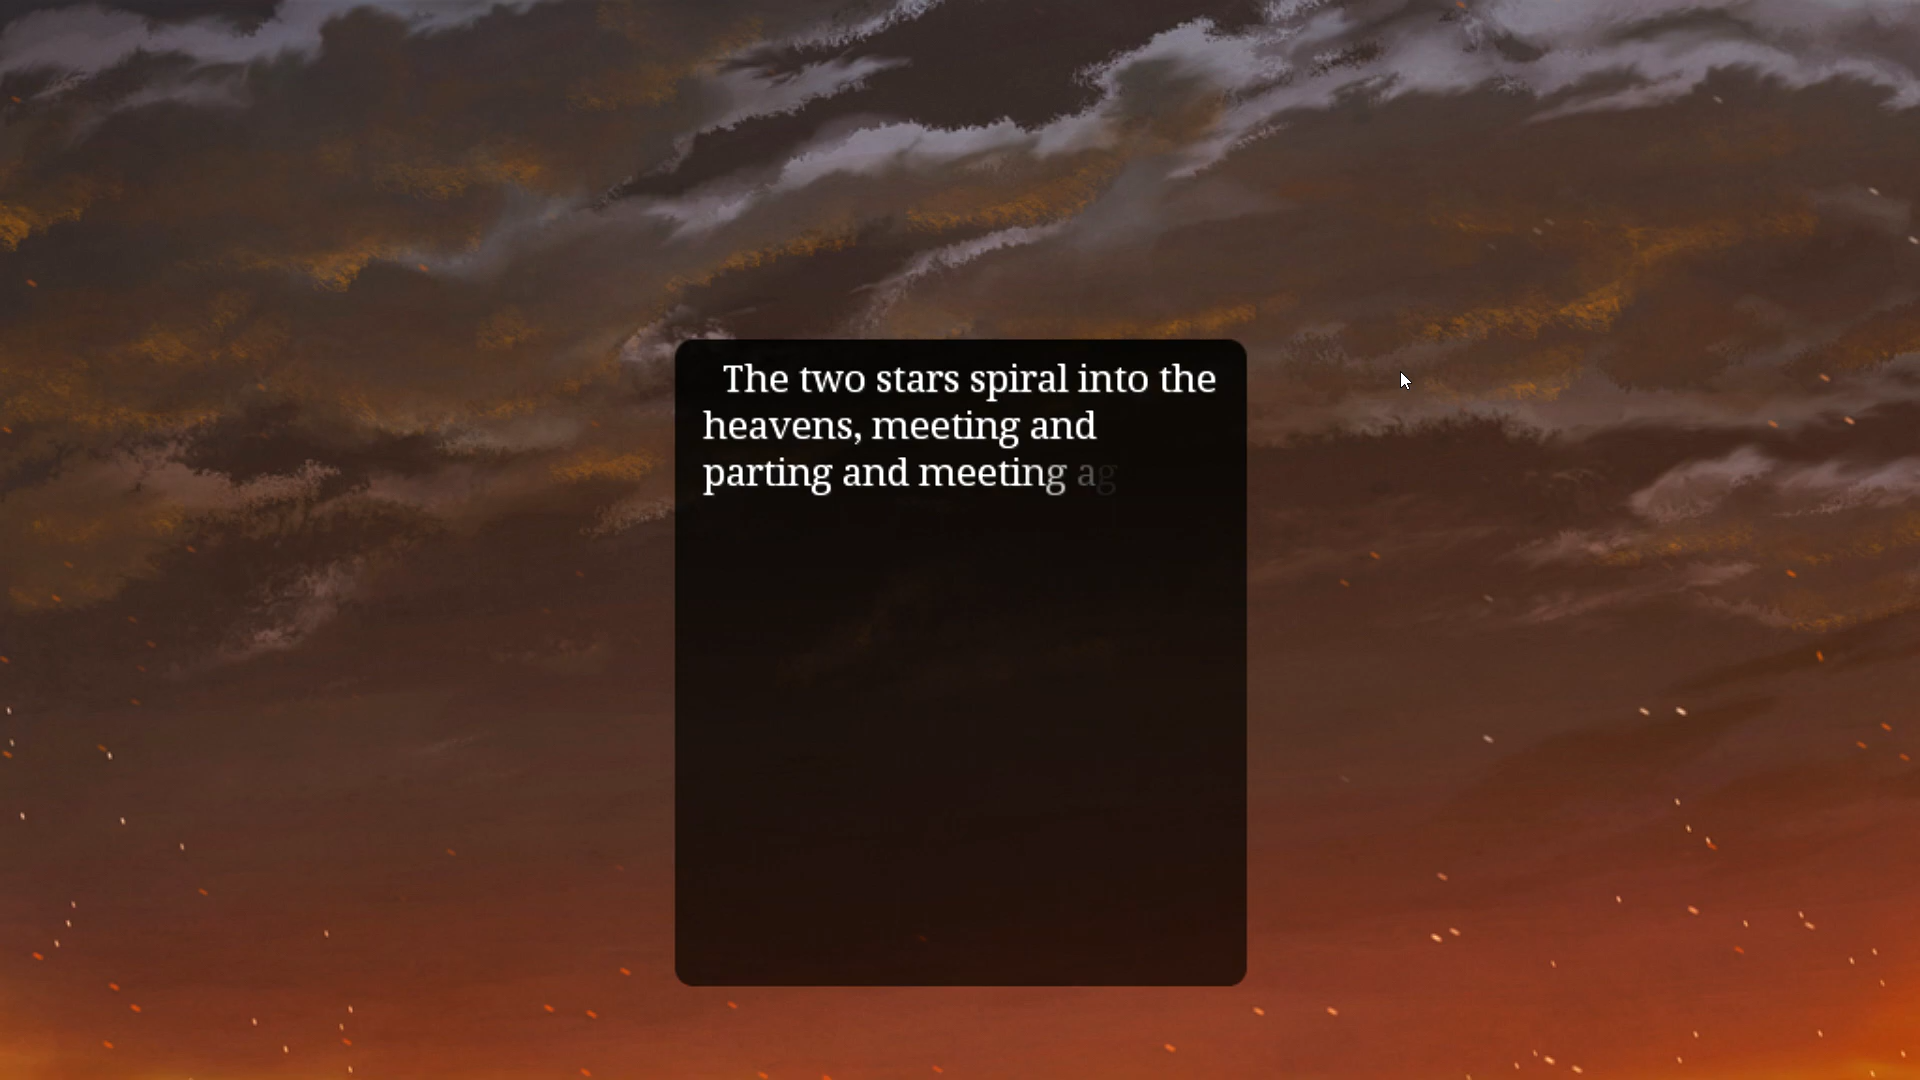 The two stars spiral into the
heavens, meeting and
parting and meeting ag